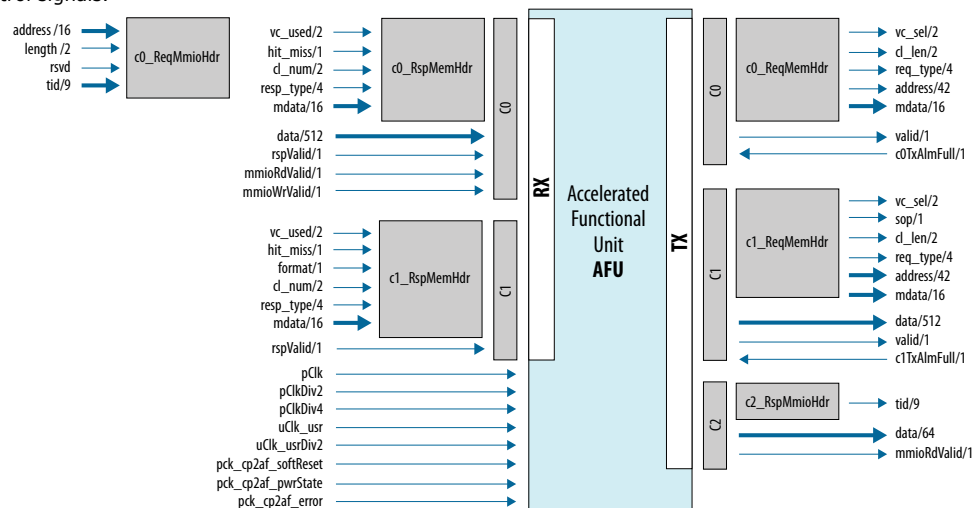 trol signals.
address /16
length /2
rsvd
tid/9
c0_ReqMmioHdr
vc_used/2
hit_miss/1
cl_num/2
resp_type/4
mdata/16
c0_RspMemHdr
data/512
rspValid/1
mmioRdValid/1
mmioWrValid/1
C0
vc_used/2
hit_miss/1
format/1
cl_num/2
resp_type/4
mdata/16
c1_RspMemHdr
rspValid/1
C1
pClk
pClkDiv2
pClkDiv4
uClk_usr
uClk_usrDiv2
pck_cp2af_softReset
pck_cp2af_pwrState
pck_cp2af_error
RX
Accelerated
Functional
Unit
AFU
TX
C0
c0_ReqMemHdr
vc_sel/2
cl_len/2
req_type/4
address/42
mdata/16
valid/1
c0TxAlmFull/1
C1
c1_ReqMemHdr
vc_sel/2
sop/1
cl_len/2
req_type/4
address/42
mdata/16
data/512
valid/1
c1TxAlmFull/1
C2
c2_RspMmioHdr
tid/9
data/64
mmioRdValid/1